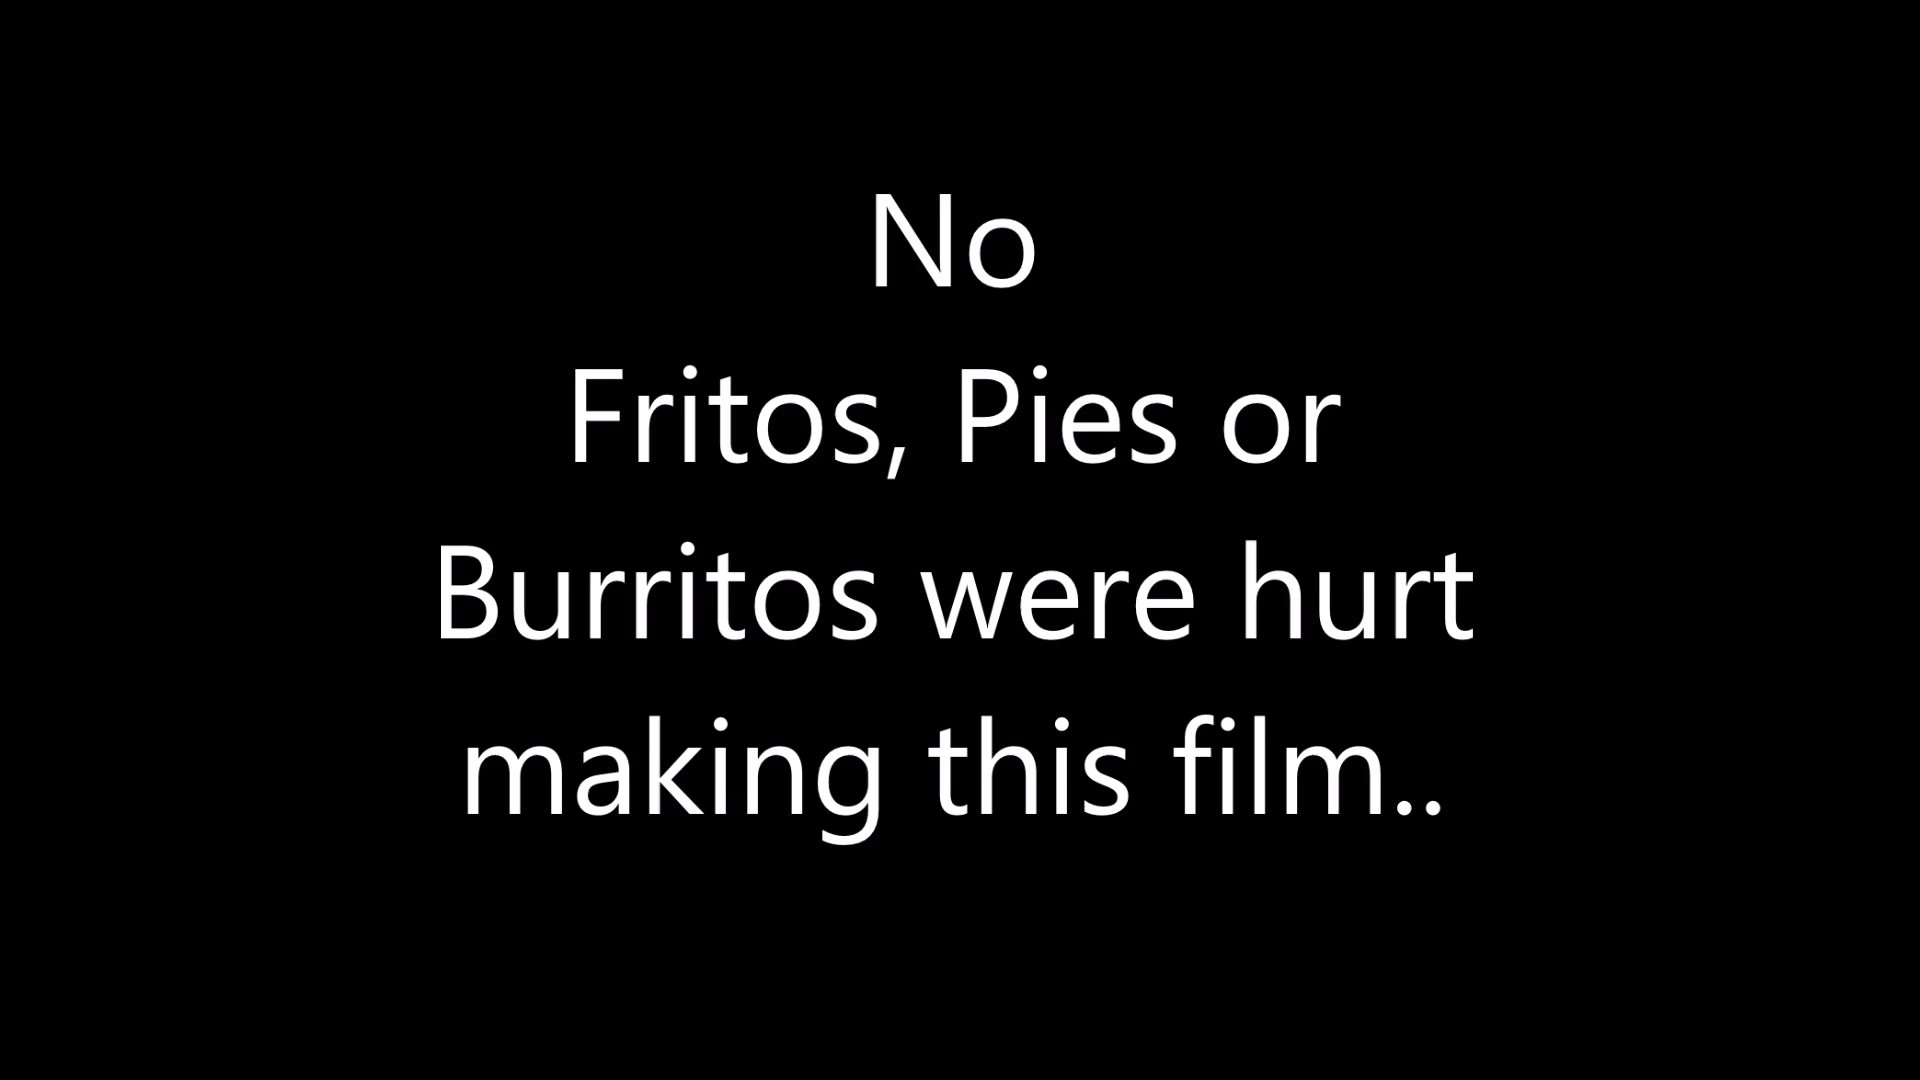 No
Fritos, Pies or
Burritos were hurt
making this film..